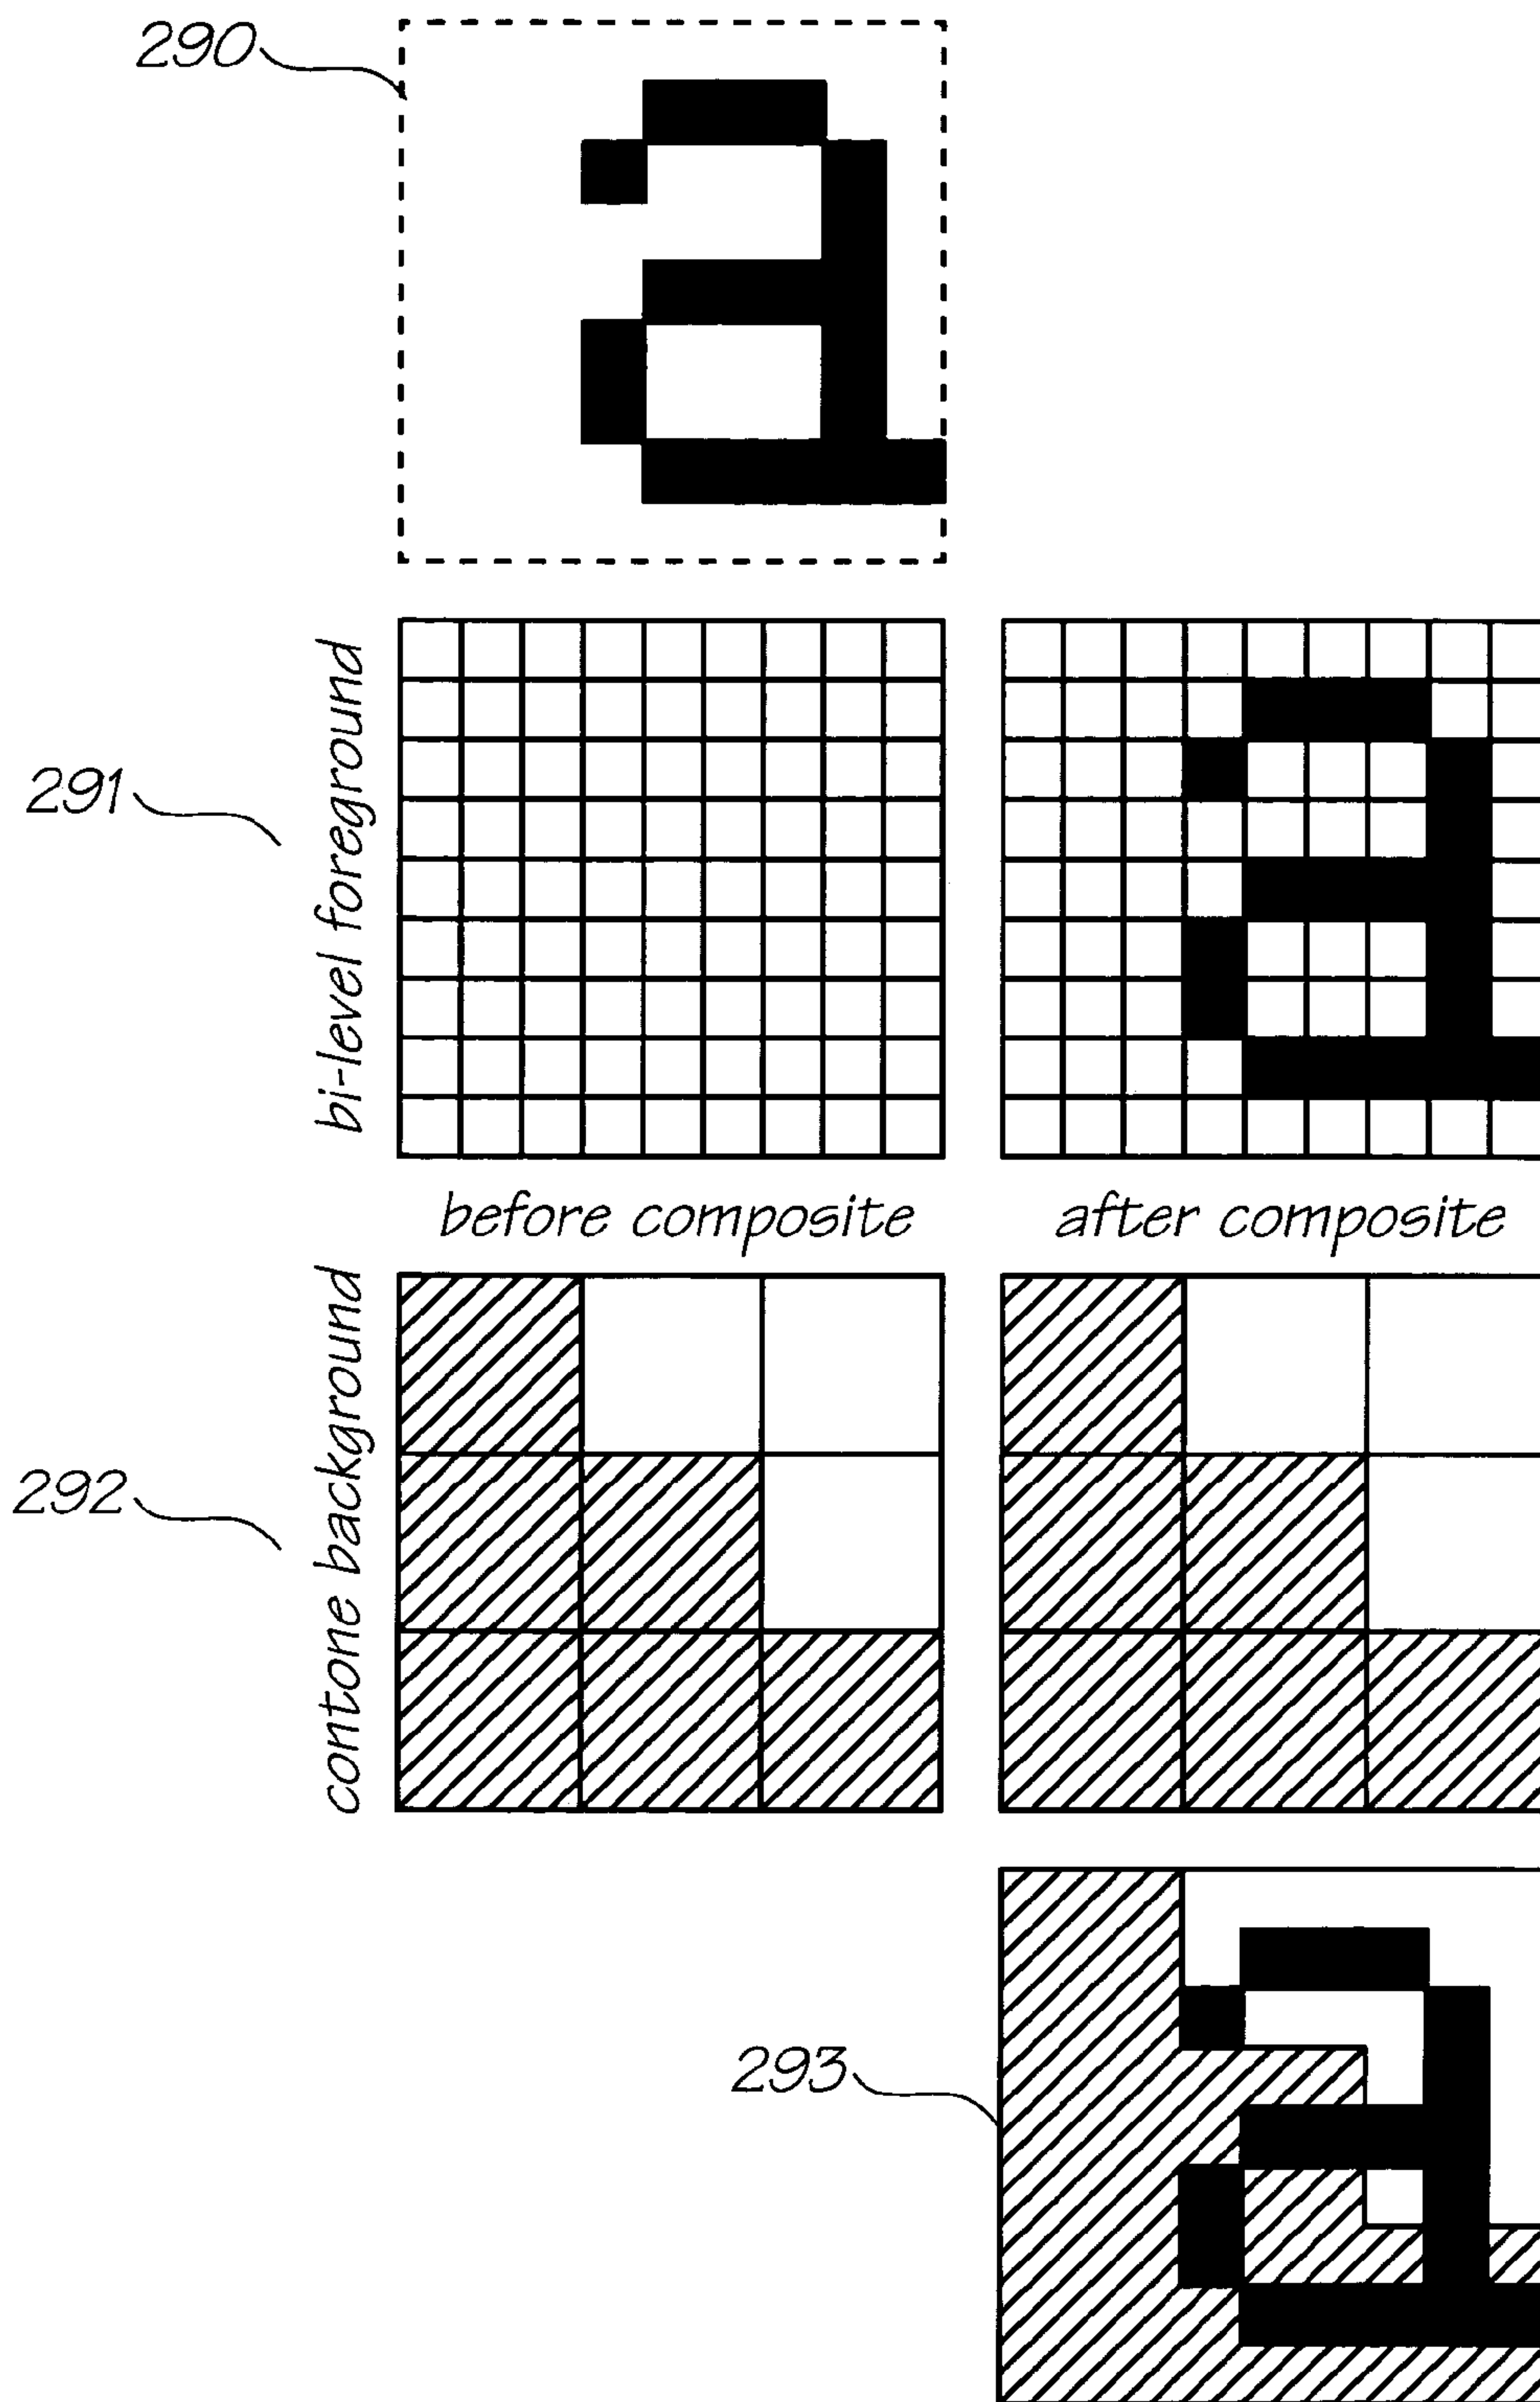 290
a
bi-level foreground
291
a
before composite
after composite
contone background
292
293
a